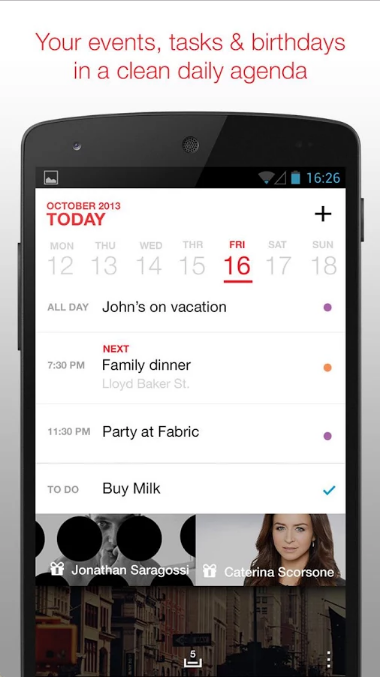 Your events, tasks & birthdays
in a clean daily agenda
16:26
OCTOBER 2013
TODAY
+
MON THU WED THR FRI SAT SUN
12 13 14 15 16 17 18
ALL DAY John's on vacation
NEXT
7:30 PM Family dinner
Lloyd Baker St.
11:30 PM Party at Fabric
TO DO Buy Milk
Jonathan Saragossi
Caterina Scorsone
5